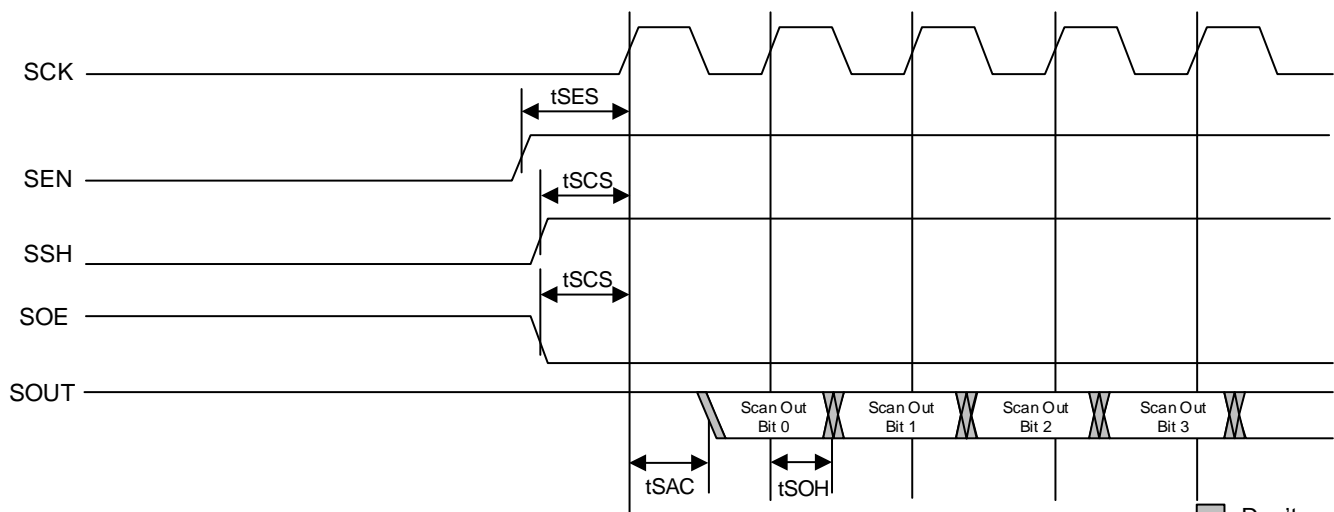 SCK
tSES
SEN
tSCS
SSH
tSCS
SOE
SOUT
Scan Out
Bit 0
Scan Out
Bit 1
Scan Out
Bit 2
Scan Out
Bit 3
tSAC
tSOH